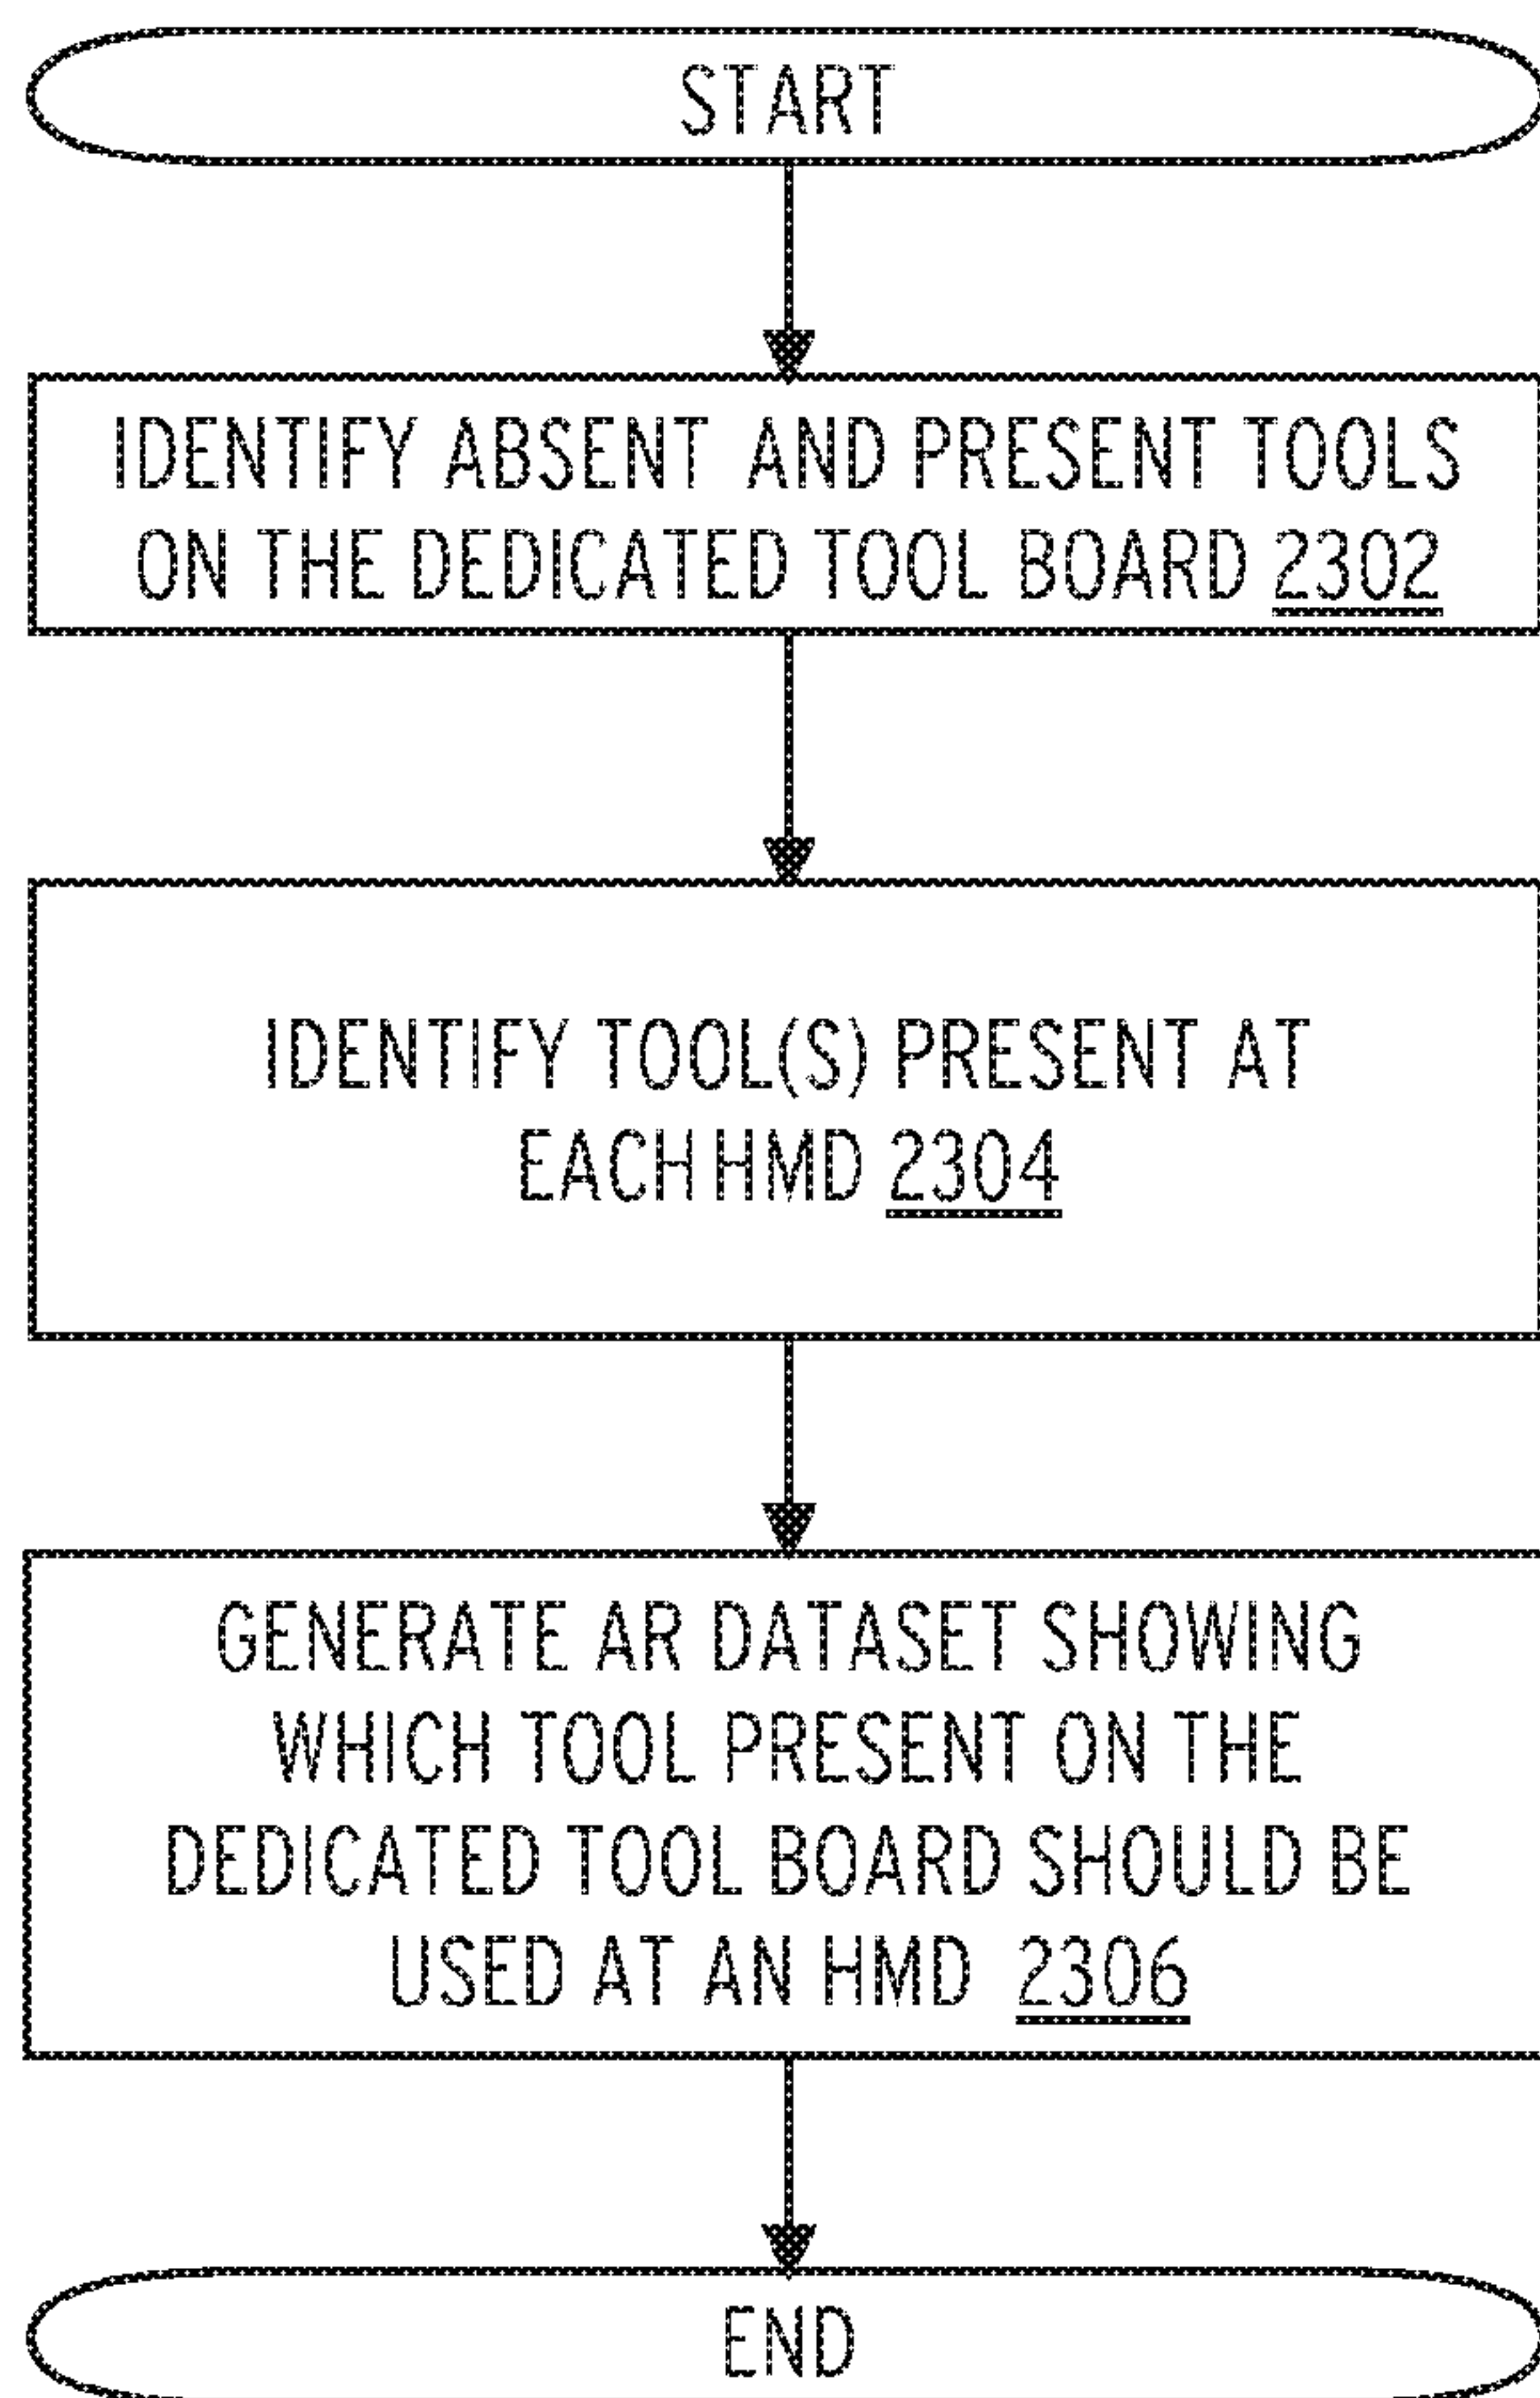 START
IDENTIFY ABSENT AND PRESENT TOOLS
ON THE DEDICATED TOOL BOARD 2302
IDENTIFY TOOL(S) PRESENT AT
EACH HMD 2304
GENERATE AR DATASET SHOWING
WHICH TOOL PRESENT ON THE
DEDICATED TOOL BOARD SHOULD BE
USED AT AN HMD 2306
END